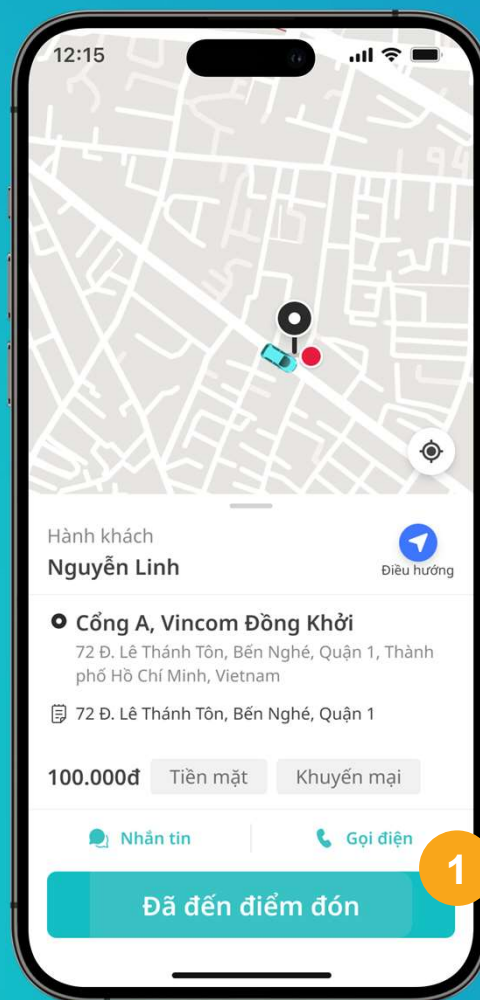 12:15
Hành khách
Nguyễn Linh
Điều hướng
Cổng A, Vincom Đồng Khởi
72 Đ. Lê Thánh Tôn, Bến Nghé, Quận 1, Thành
phố Hồ Chí Minh, Vietnam
72 Đ. Lê Thánh Tôn, Bến Nghé, Quận 1
100.000đ Tiền mặt Khuyến mại
Nhắn tin Gọi điện
1
Đã đến điểm đón